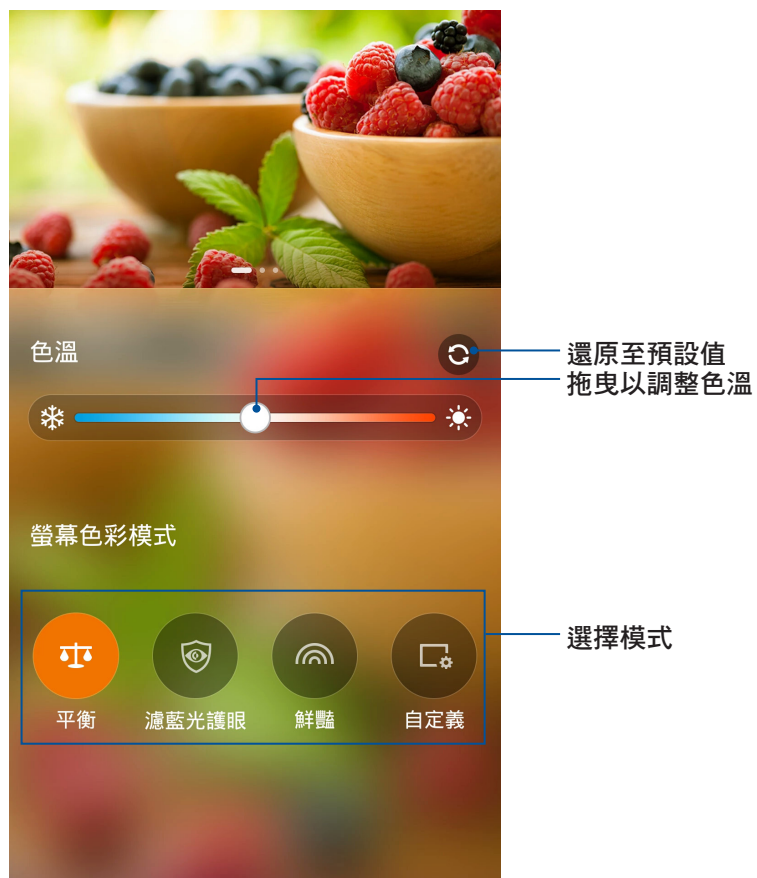 色溫
還原至預設值
拖曳以調整色溫
螢幕色彩模式
選擇模式
平衡
濾藍光護眼
鮮豔
自定義